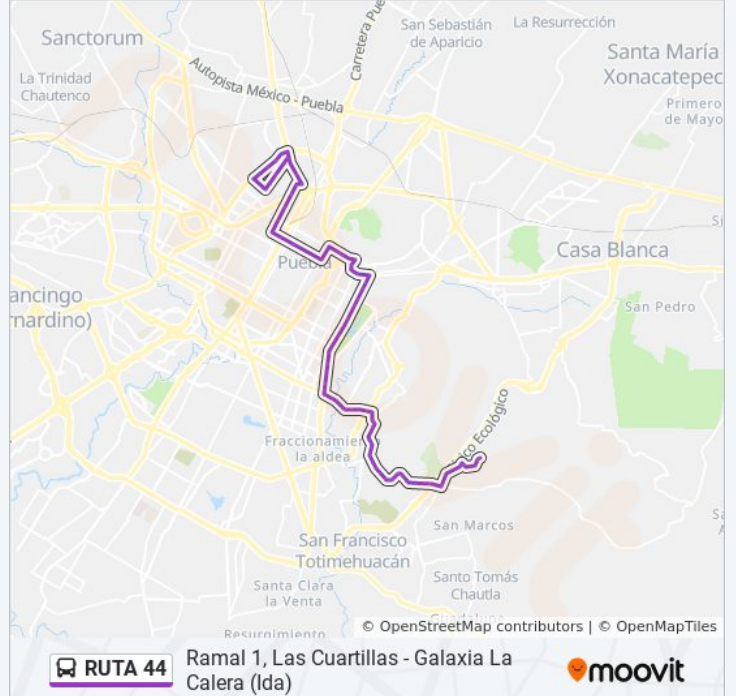 Sanctorum
San Sebastián
de Aparicio
La Resurrección
Carretera Pue
Santa María
Xonacatepec
La Trinidad
Chautenco
Autopista México - Puebla
Primero
de Mayo
Puebla
Casa Blanca
ancingo
rnardino)
San Pedro
Ecológico
Fraccionamie
la aldea
San Marcos
San Francisco
Totimehuacán
Santa Clara
la Venta
Santo Tomás
Chautla
© OpenStreetMap contributors | © OpenMapTiles
RUTA 44
Ramal 1, Las Cuartillas - Galaxia La
Calera (Ida)
moovit